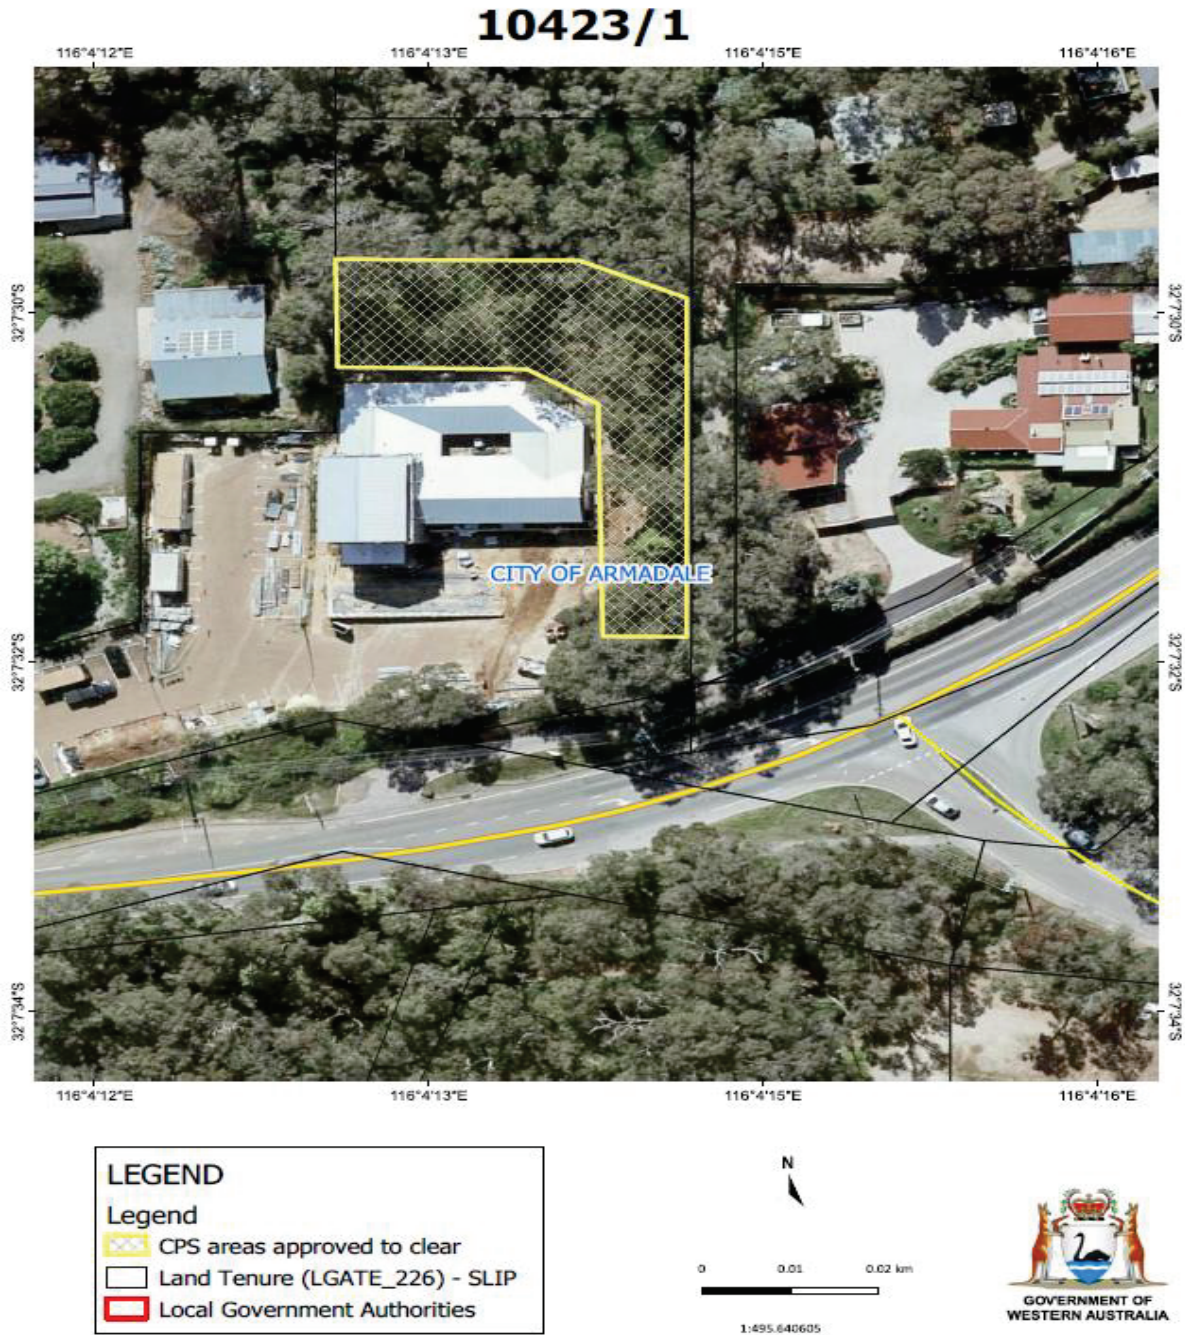 10423/1
116°4'12"E 116°4'13"E 116°4'15"E 116°4'16"E
32°7'30"S 32°7'30"S
CITY OF ARMADALE
32°7'32"S 32°7'32"S
32°7'34"S 32°7'34"S
116°4'12"E 116°4'13"E 116°4'15"E 116°4'16"E
LEGEND
Legend
CPS areas approved to clear
Land Tenure (LGATE_226) - SLIP
Local Government Authorities
N
0 0.01 0.02 km
1:495.640605
GOVERNMENT OF
WESTERN AUSTRALIA